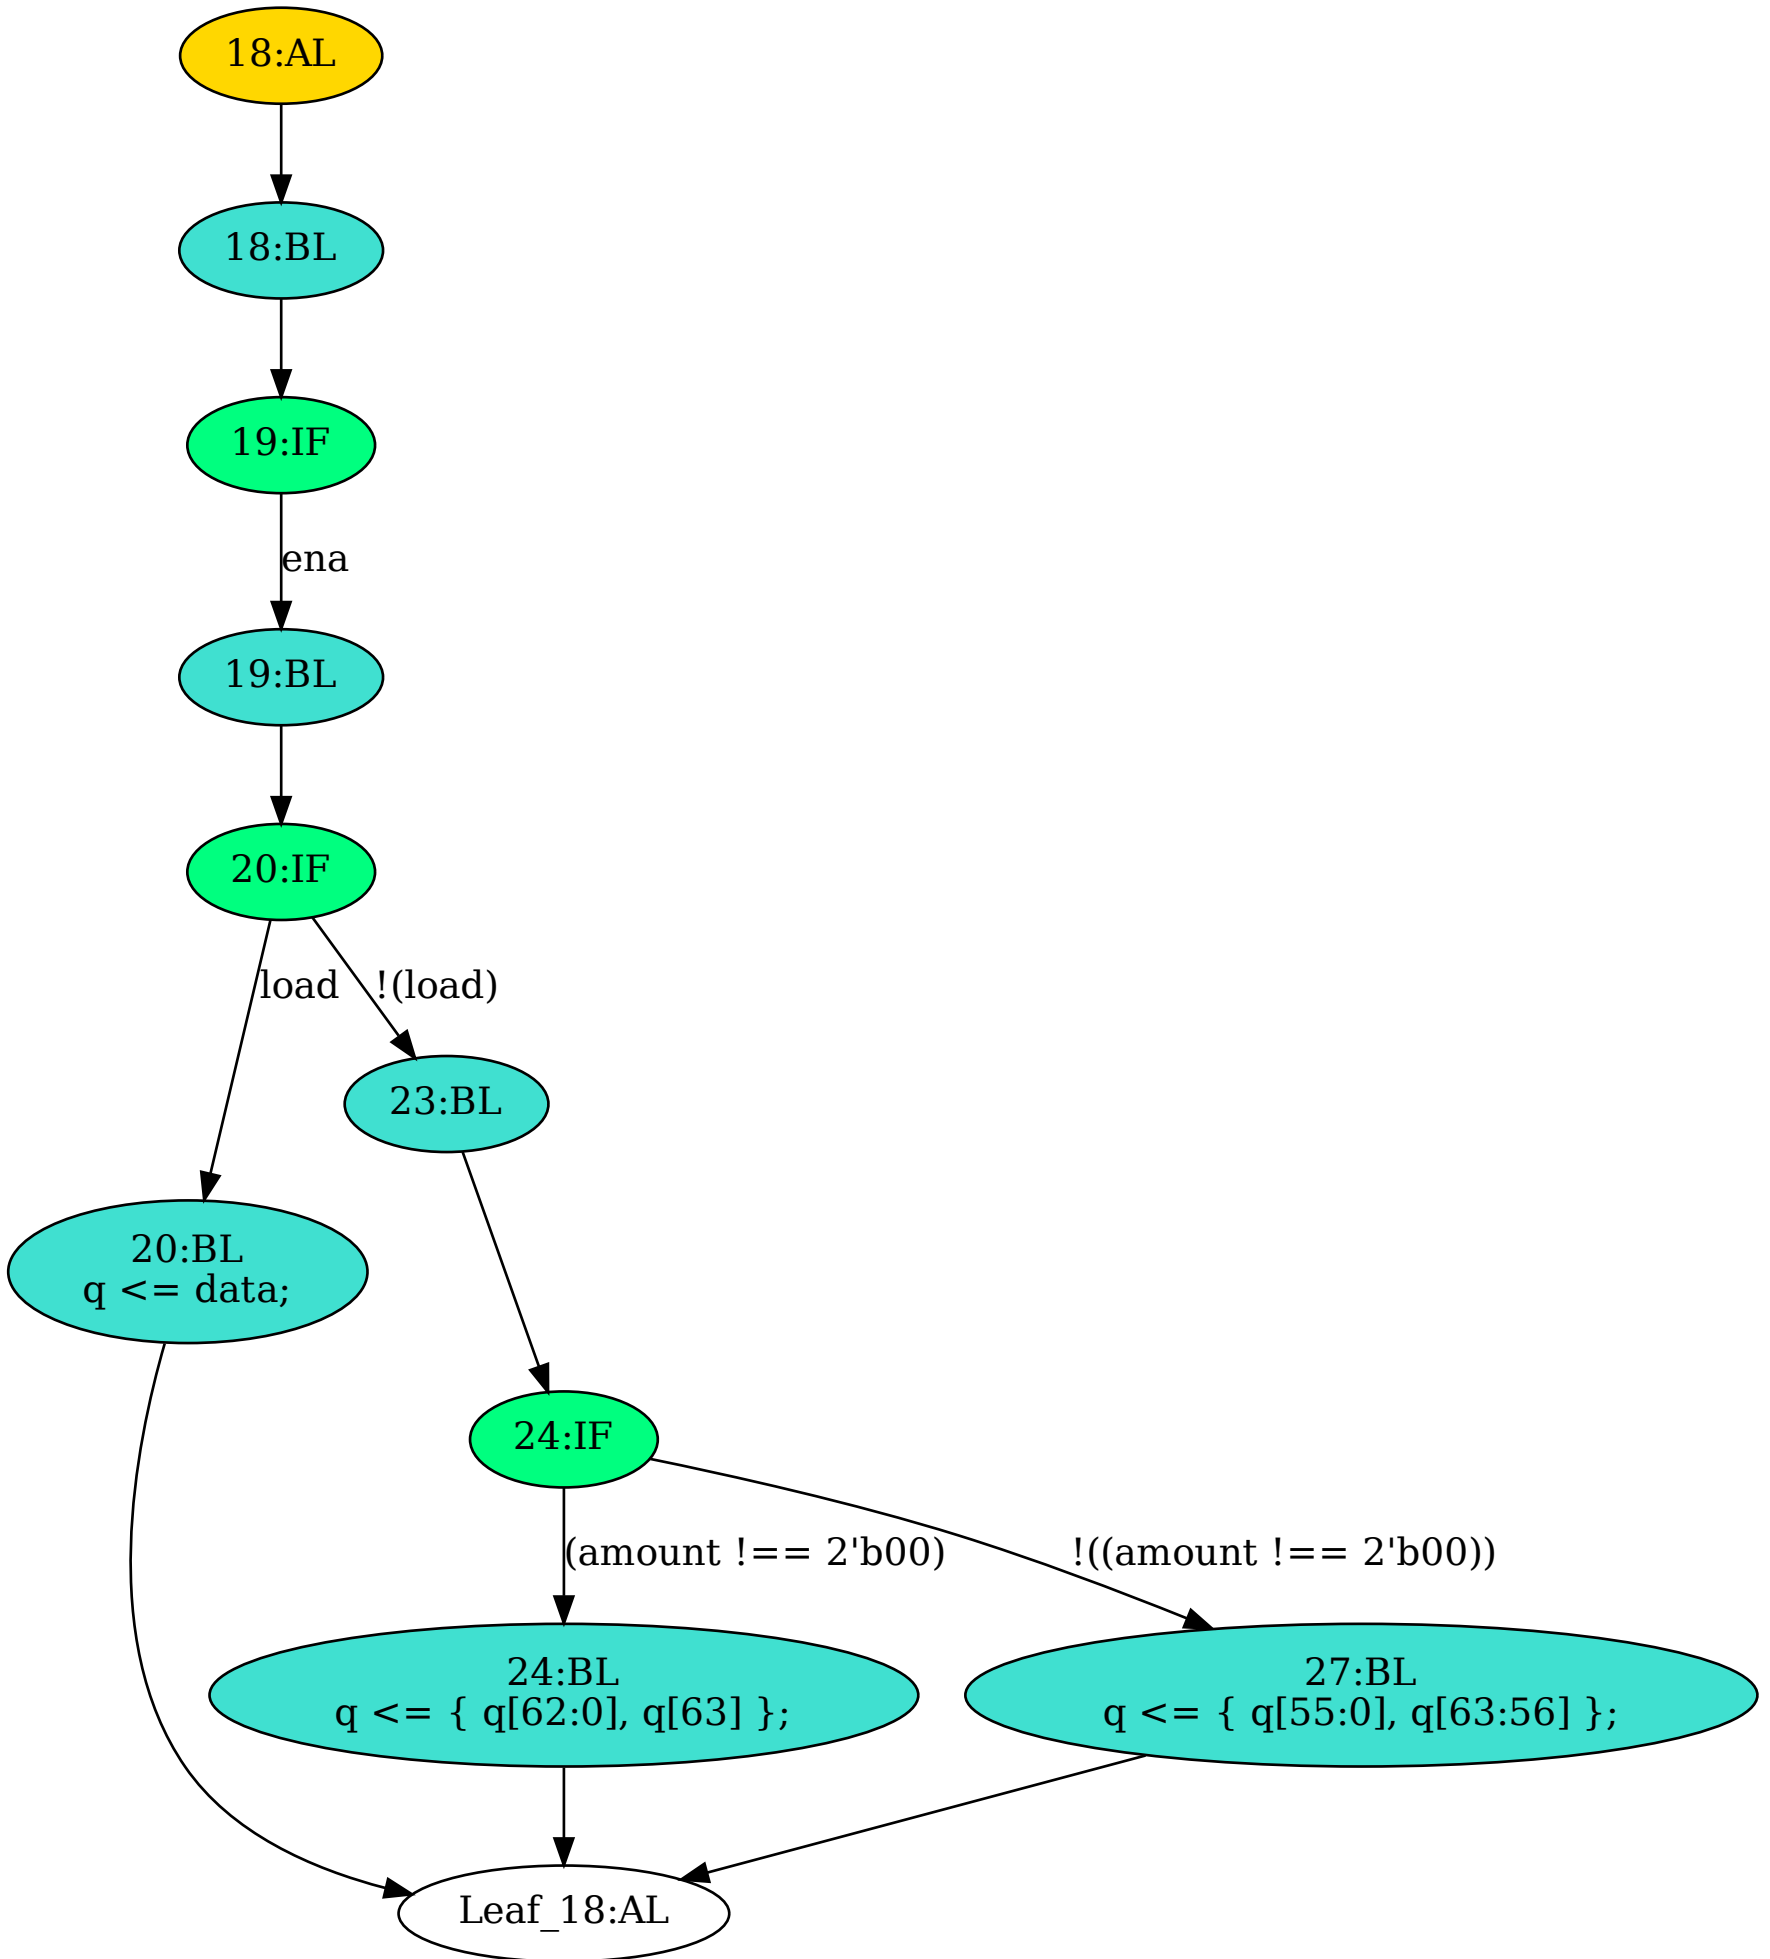 18:AL
18:BL
19:IF
ena
19:BL
20:IF
load
!(load)
23:BL
20:BL
q <= data;
24:IF
(amount !== 2'b00)
!((amount !== 2'b00))
24:BL
q <= { q[62:0], q[63] };
27:BL
q <= { q[55:0], q[63:56] };
Leaf_18:AL